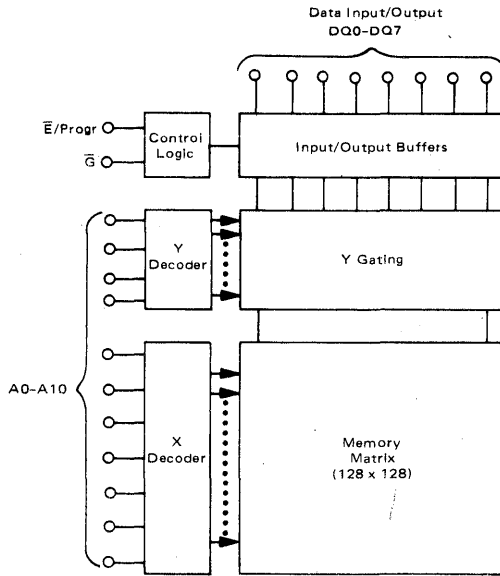 Data Input/Output
DQ0-DQ7
E̅/Progr
G̅
Control
Logic
Input/Output Buffers
Y
Decoder
Y Gating
A0-A10
X
Decoder
Memory
Matrix
(128 x 128)